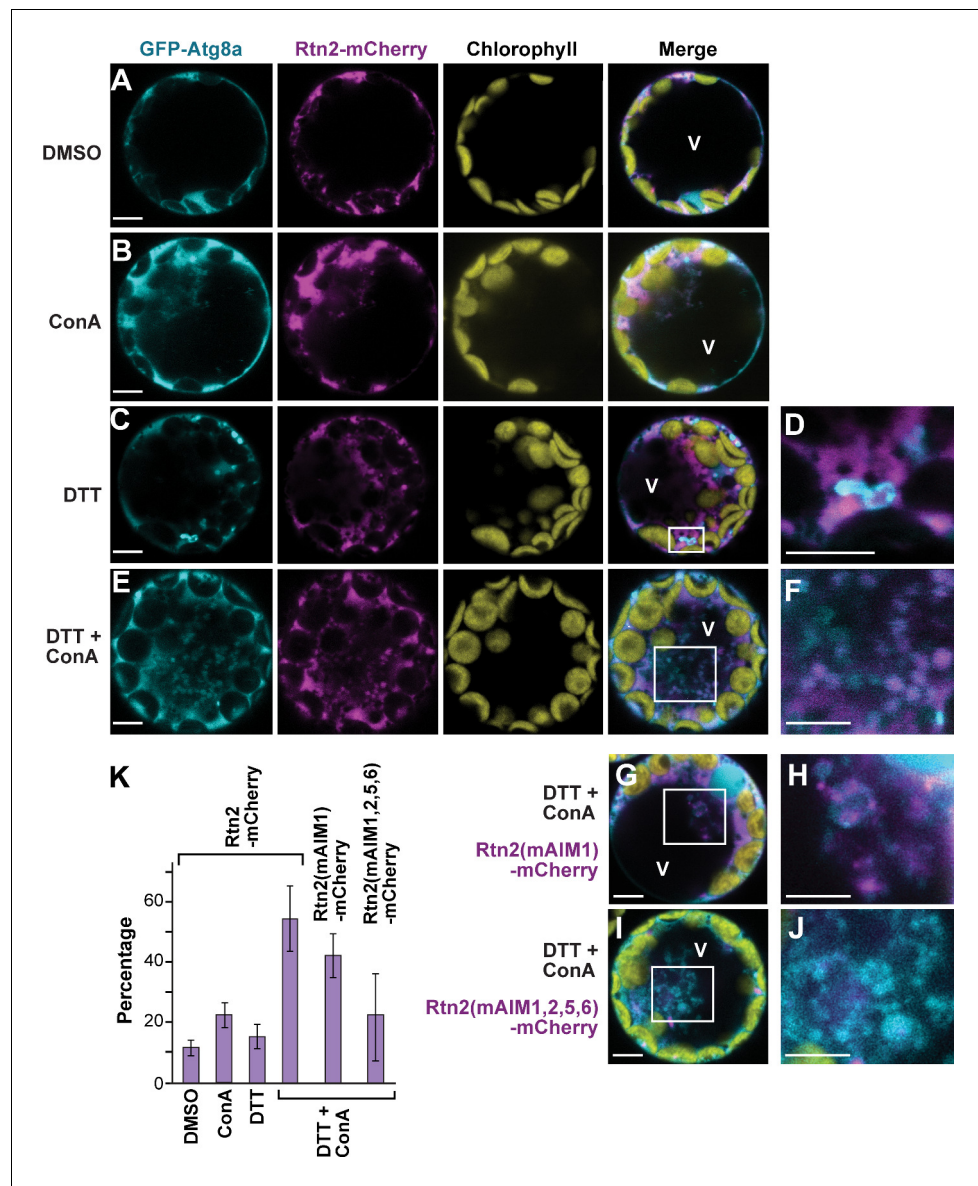 GFP-Atg8a Rtn2-mCherry Chlorophyll Merge
A
DMSO
V
B
ConA
V
C
DTT
V
D
E
DTT +
ConA
V
F
K
Rtn2
-mCherry
Rtn2(mAIM1)
-mCherry
Rtn2(mAIM1,2,5,6)
-mCherry
Percentage
60
40
20
0
DMSO
ConA
DTT
DTT +
ConA
G
DTT +
ConA
Rtn2(mAIM1)
-mCherry
V
H
I
DTT +
ConA
Rtn2(mAIM1,2,5,6)
-mCherry
V
J